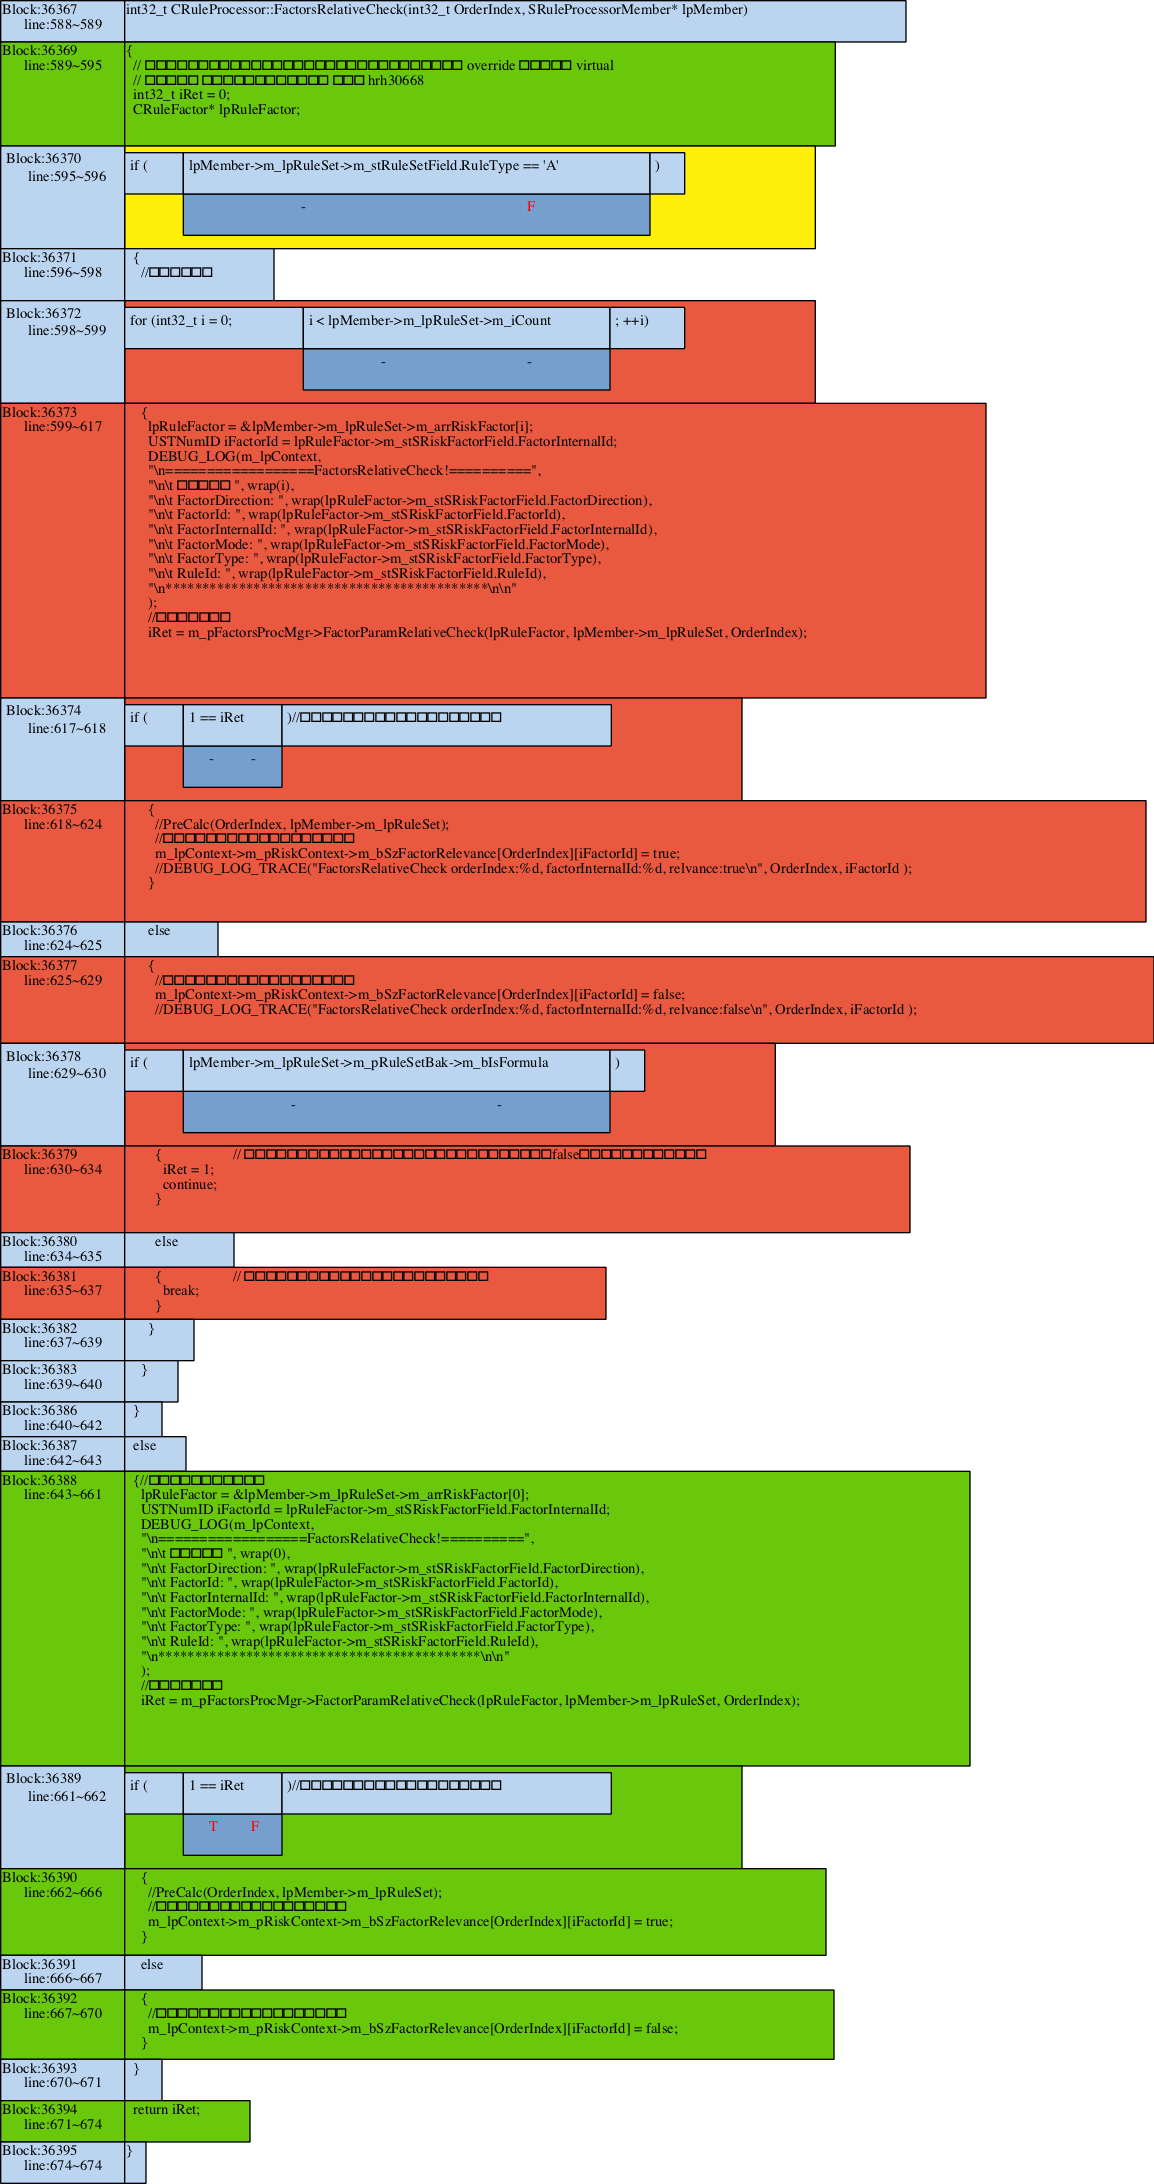 Block:36367
line:588~589
int32_t CRuleProcessor::FactorsRelativeCheck(int32_t OrderIndex, SRuleProcessorMember* lpMember)
Block:36369
line:589~595
{
// override virtual
// hrh30668
int32_t iRet = 0;
CRuleFactor* lpRuleFactor;
Block:36370
line:595~596
if ( lpMember->m_lpRuleSet->m_stRuleSetField.RuleType == 'A' )
- F
Block:36371
line:596~598
{
//
Block:36372
line:598~599
for (int32_t i = 0; i < lpMember->m_lpRuleSet->m_iCount ; ++i)
- -
Block:36373
line:599~617
{
lpRuleFactor = &lpMember->m_lpRuleSet->m_arrRiskFactor[i];
USTNumID iFactorId = lpRuleFactor->m_stSRiskFactorField.FactorInternalId;
DEBUG_LOG(m_lpContext,
"\n==================FactorsRelativeCheck!==========",
"\n\t ", wrap(i),
"\n\t FactorDirection: ", wrap(lpRuleFactor->m_stSRiskFactorField.FactorDirection),
"\n\t FactorId: ", wrap(lpRuleFactor->m_stSRiskFactorField.FactorId),
"\n\t FactorInternalId: ", wrap(lpRuleFactor->m_stSRiskFactorField.FactorInternalId),
"\n\t FactorMode: ", wrap(lpRuleFactor->m_stSRiskFactorField.FactorMode),
"\n\t FactorType: ", wrap(lpRuleFactor->m_stSRiskFactorField.FactorType),
"\n\t RuleId: ", wrap(lpRuleFactor->m_stSRiskFactorField.RuleId),
"\n********************************************\n\n"
);
//
iRet = m_pFactorsProcMgr->FactorParamRelativeCheck(lpRuleFactor, lpMember->m_lpRuleSet, OrderIndex);
Block:36374
line:617~618
if ( 1 == iRet )//
- -
Block:36375
line:618~624
{
//PreCalc(OrderIndex, lpMember->m_lpRuleSet);
//
m_lpContext->m_pRiskContext->m_bSzFactorRelevance[OrderIndex][iFactorId] = true;
//DEBUG_LOG_TRACE("FactorsRelativeCheck orderIndex:%d, factorInternalId:%d, relvance:true\n", OrderIndex, iFactorId );
}
Block:36376
line:624~625
else
Block:36377
line:625~629
{
//
m_lpContext->m_pRiskContext->m_bSzFactorRelevance[OrderIndex][iFactorId] = false;
//DEBUG_LOG_TRACE("FactorsRelativeCheck orderIndex:%d, factorInternalId:%d, relvance:false\n", OrderIndex, iFactorId );
Block:36378
line:629~630
if ( lpMember->m_lpRuleSet->m_pRuleSetBak->m_bIsFormula )
- -
Block:36379
line:630~634
{ // false
iRet = 1;
continue;
}
Block:36380
line:634~635
else
Block:36381
line:635~637
{ //
break;
}
Block:36382
line:637~639
}
Block:36383
line:639~640
}
Block:36386
line:640~642
}
Block:36387
line:642~643
else
Block:36388
line:643~661
{//
lpRuleFactor = &lpMember->m_lpRuleSet->m_arrRiskFactor[0];
USTNumID iFactorId = lpRuleFactor->m_stSRiskFactorField.FactorInternalId;
DEBUG_LOG(m_lpContext,
"\n==================FactorsRelativeCheck!==========",
"\n\t ", wrap(0),
"\n\t FactorDirection: ", wrap(lpRuleFactor->m_stSRiskFactorField.FactorDirection),
"\n\t FactorId: ", wrap(lpRuleFactor->m_stSRiskFactorField.FactorId),
"\n\t FactorInternalId: ", wrap(lpRuleFactor->m_stSRiskFactorField.FactorInternalId),
"\n\t FactorMode: ", wrap(lpRuleFactor->m_stSRiskFactorField.FactorMode),
"\n\t FactorType: ", wrap(lpRuleFactor->m_stSRiskFactorField.FactorType),
"\n\t RuleId: ", wrap(lpRuleFactor->m_stSRiskFactorField.RuleId),
"\n********************************************\n\n"
);
//
iRet = m_pFactorsProcMgr->FactorParamRelativeCheck(lpRuleFactor, lpMember->m_lpRuleSet, OrderIndex);
Block:36389
line:661~662
if ( 1 == iRet )//
T F
Block:36390
line:662~666
{
//PreCalc(OrderIndex, lpMember->m_lpRuleSet);
//
m_lpContext->m_pRiskContext->m_bSzFactorRelevance[OrderIndex][iFactorId] = true;
}
Block:36391
line:666~667
else
Block:36392
line:667~670
{
//
m_lpContext->m_pRiskContext->m_bSzFactorRelevance[OrderIndex][iFactorId] = false;
}
Block:36393
line:670~671
}
Block:36394
line:671~674
return iRet;
Block:36395
line:674~674
}